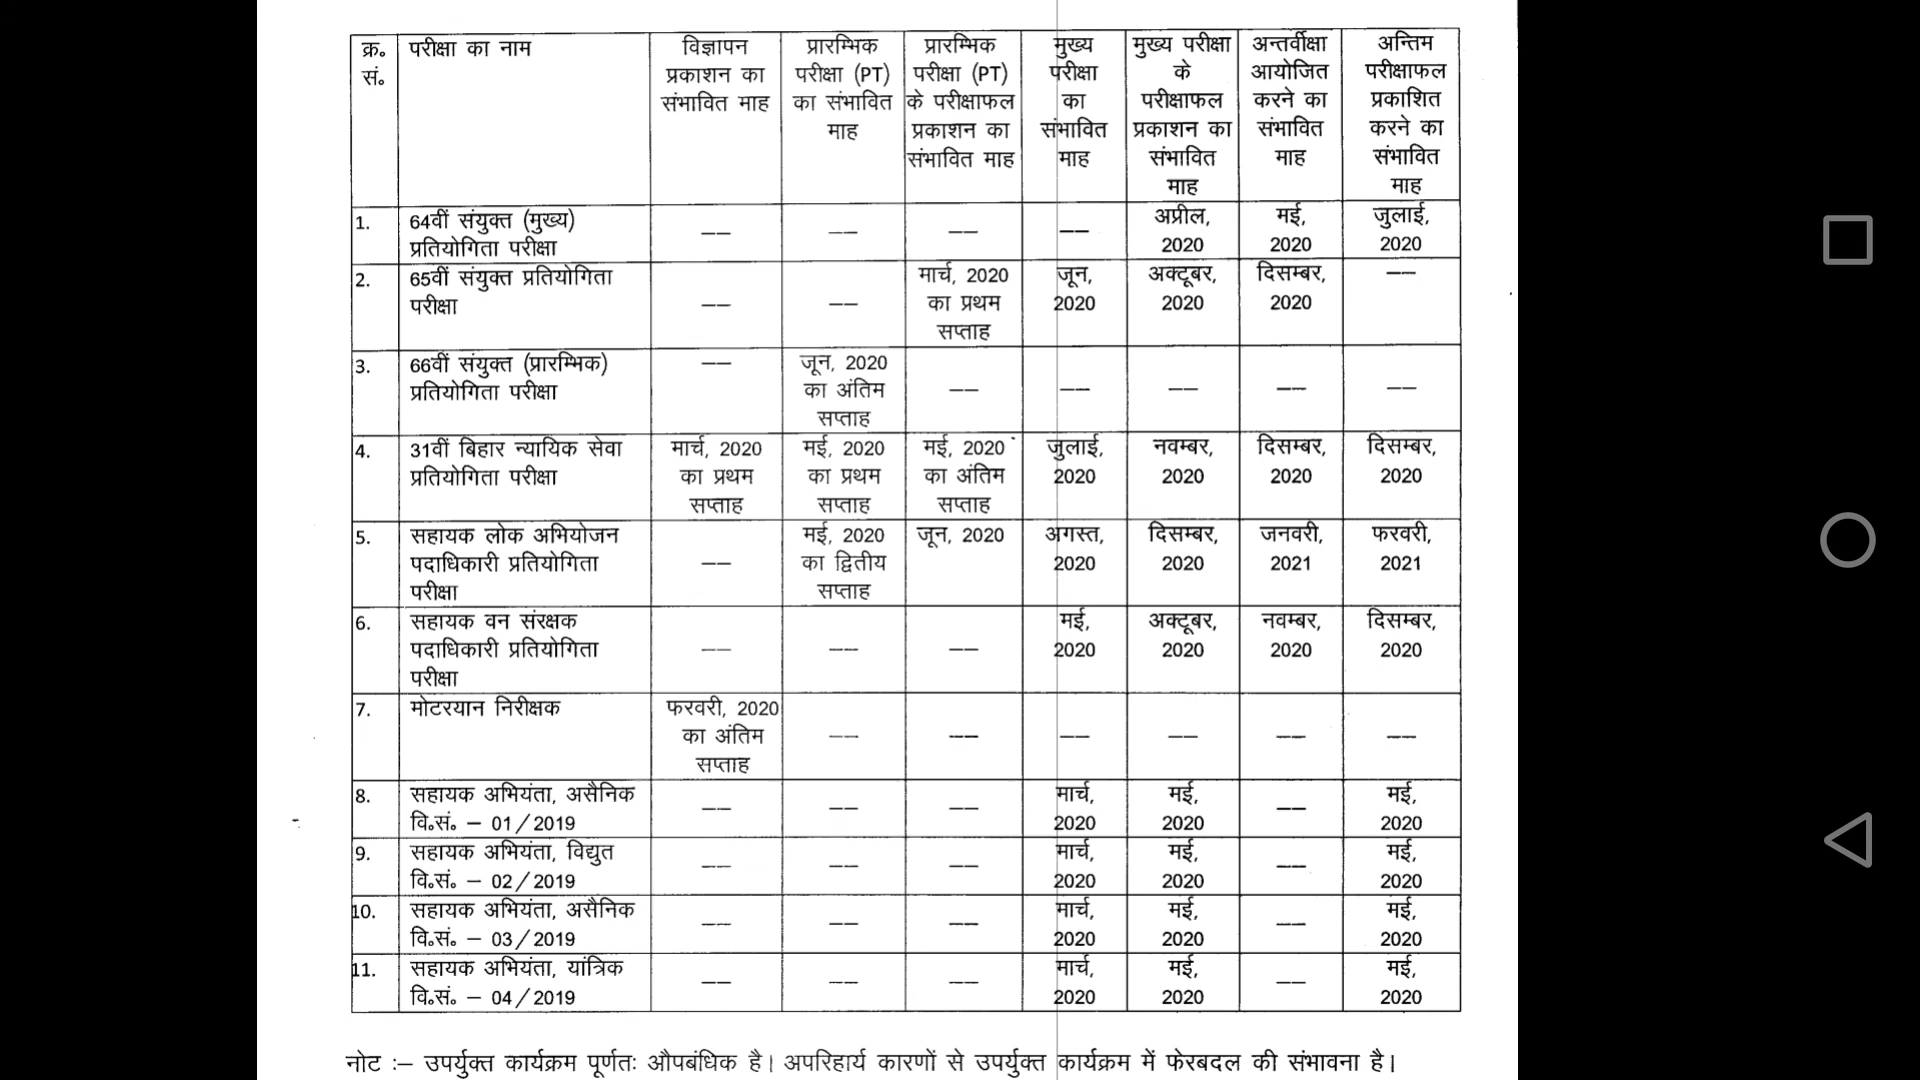 क्र॰ सं॰ | परीक्षा का नाम | विज्ञापन प्रकाशन का संभावित माह | प्रारम्भिक परीक्षा (PT) का संभावित माह | प्रारम्भिक परीक्षा (PT) के परीक्षाफल प्रकाशन का संभावित माह | मुख्य परीक्षा का संभावित माह | मुख्य परीक्षा के परीक्षाफल प्रकाशन का संभावित माह | अन्तर्वीक्षा आयोजित करने का संभावित माह | अन्तिम परीक्षाफल प्रकाशित करने का संभावित माह
1. | 64वीं संयुक्त (मुख्य) प्रतियोगिता परीक्षा | –– | –– | –– | –– | अप्रील, 2020 | मई, 2020 | जुलाई, 2020
2. | 65वीं संयुक्त प्रतियोगिता परीक्षा | –– | –– | मार्च, 2020 का प्रथम सप्ताह | जून, 2020 | अक्टूबर, 2020 | दिसम्बर, 2020 | ––
3. | 66वीं संयुक्त (प्रारम्भिक) प्रतियोगिता परीक्षा | –– | जून, 2020 का अंतिम सप्ताह | –– | –– | –– | –– | ––
4. | 31वीं बिहार न्यायिक सेवा प्रतियोगिता परीक्षा | मार्च, 2020 का प्रथम सप्ताह | मई, 2020 का प्रथम सप्ताह | मई, 2020 का अंतिम सप्ताह | जुलाई, 2020 | नवम्बर, 2020 | दिसम्बर, 2020 | दिसम्बर, 2020
5. | सहायक लोक अभियोजन पदाधिकारी प्रतियोगिता परीक्षा | –– | मई, 2020 का द्वितीय सप्ताह | जून, 2020 | अगस्त, 2020 | दिसम्बर, 2020 | जनवरी, 2021 | फरवरी, 2021
6. | सहायक वन संरक्षक पदाधिकारी प्रतियोगिता परीक्षा | –– | –– | –– | मई, 2020 | अक्टूबर, 2020 | नवम्बर, 2020 | दिसम्बर, 2020
7. | मोटरयान निरीक्षक | फरवरी, 2020 का अंतिम सप्ताह | –– | –– | –– | –– | –– | ––
8. | सहायक अभियंता, असैनिक वि॰सं॰ – 01/2019 | –– | –– | –– | मार्च, 2020 | मई, 2020 | –– | मई, 2020
9. | सहायक अभियंता, विद्युत वि॰सं॰ – 02/2019 | –– | –– | –– | मार्च, 2020 | मई, 2020 | –– | मई, 2020
10. | सहायक अभियंता, असैनिक वि॰सं॰ – 03/2019 | –– | –– | –– | मार्च, 2020 | मई, 2020 | –– | मई, 2020
11. | सहायक अभियंता, यांत्रिक वि॰सं॰ – 04/2019 | –– | –– | –– | मार्च, 2020 | मई, 2020 | –– | मई, 2020
नोट :– उपर्युक्त कार्यक्रम पूर्णतः औपबंधिक है। अपरिहार्य कारणों से उपर्युक्त कार्यक्रम में फेरबदल की संभावना है।